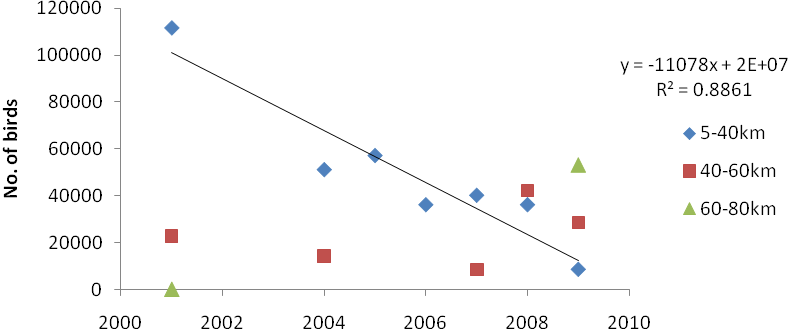 120000
100000
80000
60000
40000
20000
0
No. of birds
2000 2002 2004 2006 2008 2010
y = -11078x + 2E+07
R² = 0.8861
5-40km
40-60km
60-80km